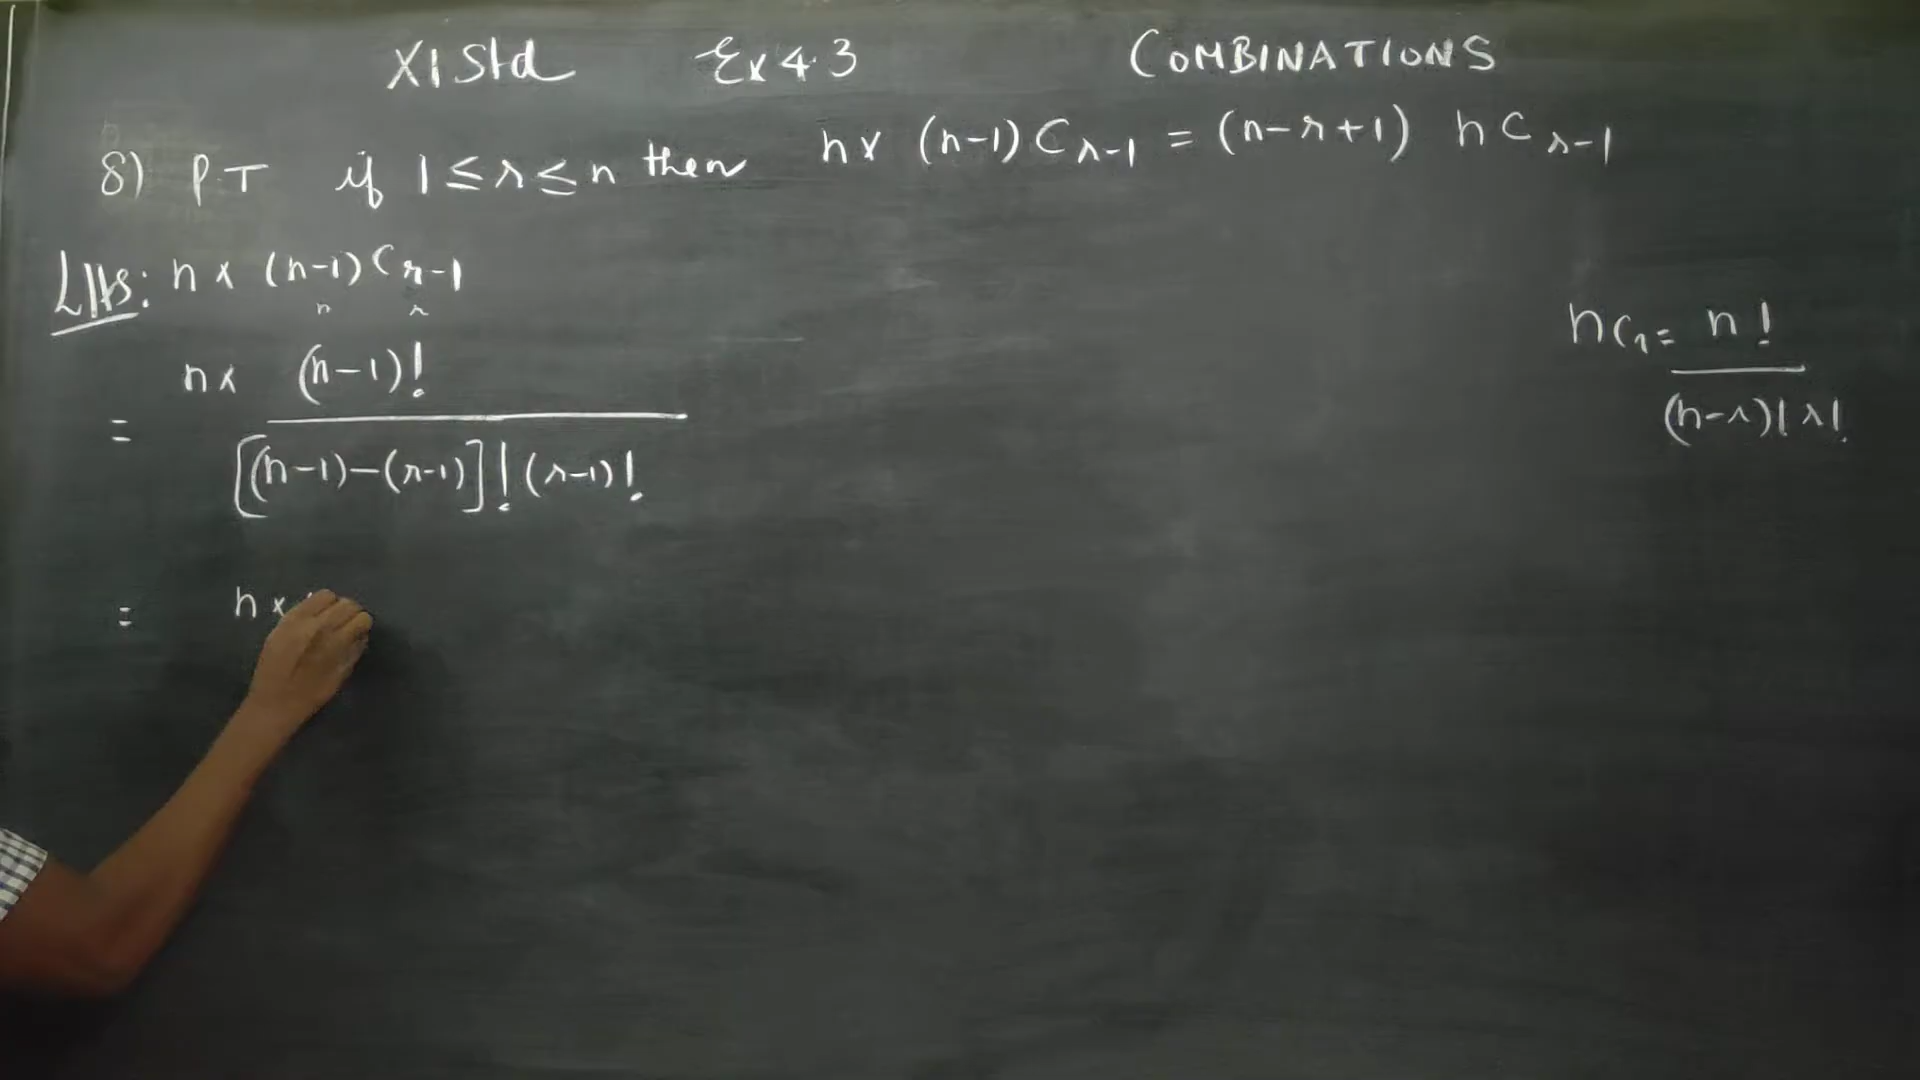 XI Std Ex 4.3 COMBINATIONS
8) P.T if 1 ≤ r ≤ n then n x (n-1) C r-1 = (n-r+1) n C r-1
LHS: n x (n-1) C r-1
n r
n x (n-1)!
=
[(n-1)-(r-1)]! (r-1)!
= n x
nCr = n!
(n-r)! r!